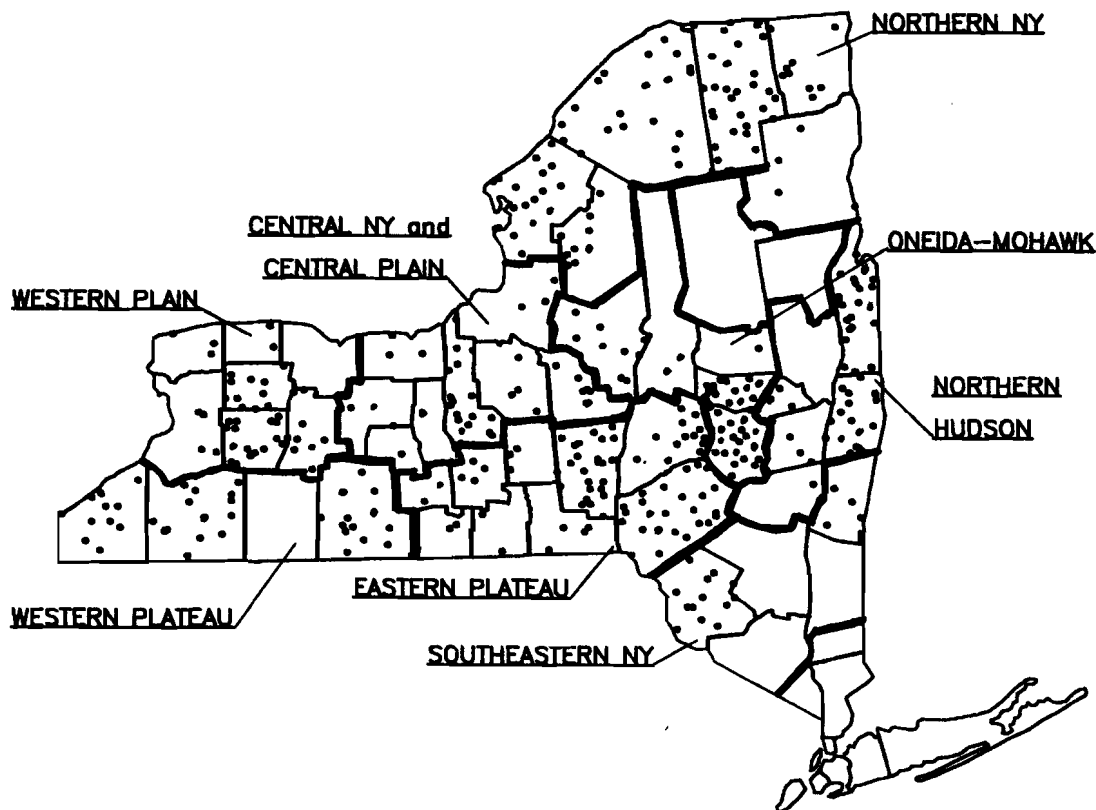 NORTHERN NY
CENTRAL NY and
CENTRAL PLAIN
ONEIDA-MOHAWK
WESTERN PLAIN
NORTHERN
HUDSON
EASTERN PLATEAU
WESTERN PLATEAU
SOUTHEASTERN NY